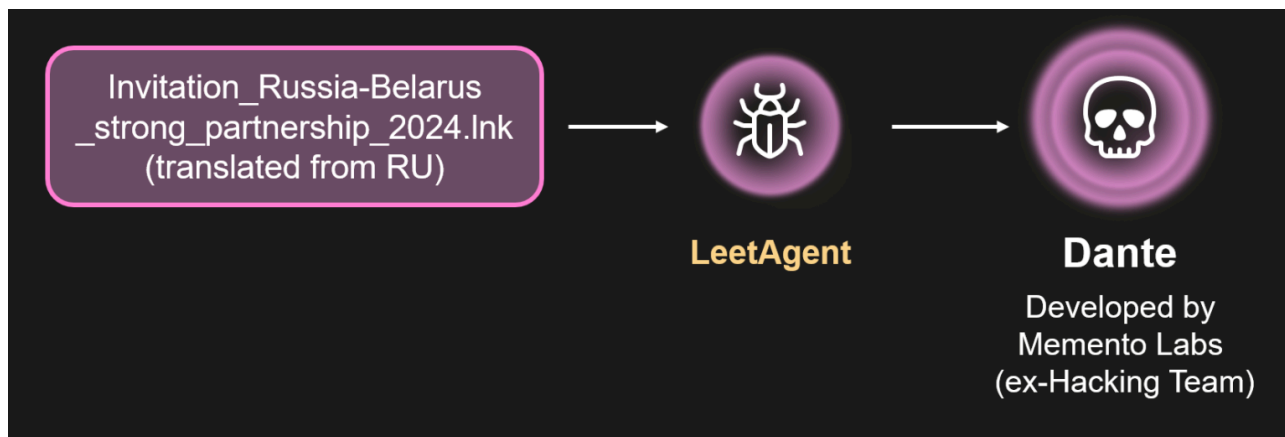 Invitation_Russia-Belarus
_strong_partnership_2024.lnk
(translated from RU)
LeetAgent
Dante
Developed by
Memento Labs
(ex-Hacking Team)